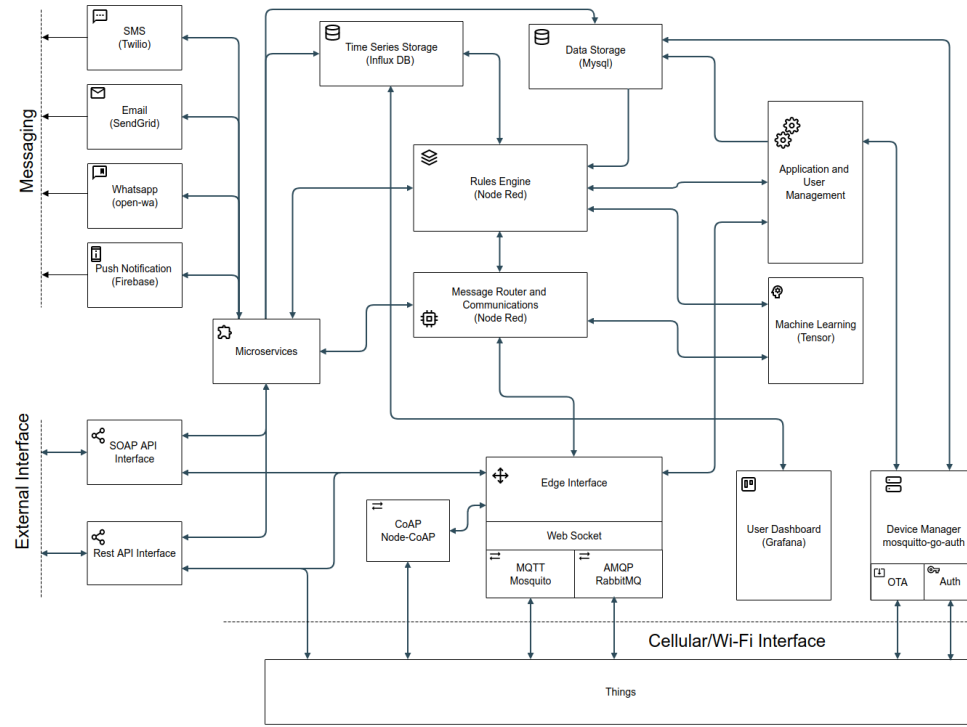 SMS
(Twilio)
Email
(SendGrid)
Whatsapp
(open-wa)
Push Notification
(Firebase)
Messaging
Time Series Storage
(Influx DB)
Data Storage
(Mysql)
Rules Engine
(Node Red)
Application and
User
Management
Message Router and
Communications
(Node Red)
Machine Learning
(Tensor)
Microservices
External Interface
SOAP API
Interface
Rest API Interface
CoAP
Node-CoAP
Edge Interface
Web Socket
MQTT
Mosquito
AMQP
RabbitMQ
User Dashboard
(Grafana)
Device Manager
mosquitto-go-auth
OTA
Auth
Cellular/Wi-Fi Interface
Things